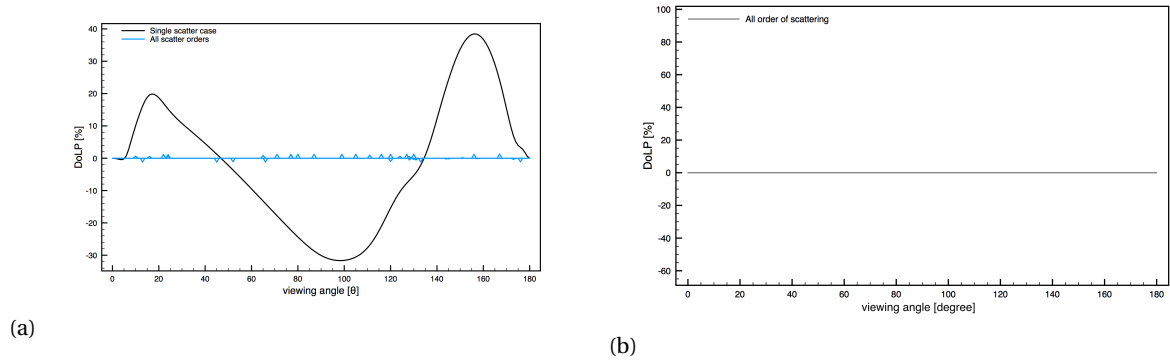 Single scatter case
All scatter orders
40
30
20
10
0
-10
-20
-30
DoLP [%]
0 20 40 60 80 100 120 140 160 180
viewing angle [θ]
(a)
All order of scattering
100
80
60
40
20
0
-20
-40
-60
DoLP [%]
0 20 40 60 80 100 120 140 160 180
viewing angle [degree]
(b)